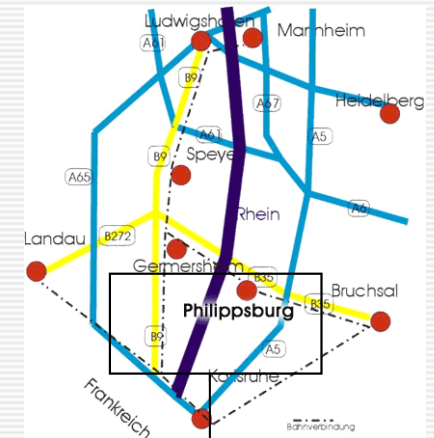 Ludwigshafen
Mannheim
A61
B9
Heidelberg
A67
A61
A5
B9
Speyer
A65
Rhein
A6
B272
Landau
Germersheim
B35
Bruchsal
B35
Philippsburg
B9
A5
Karlsruhe
Frankreich
Bahnverbindung